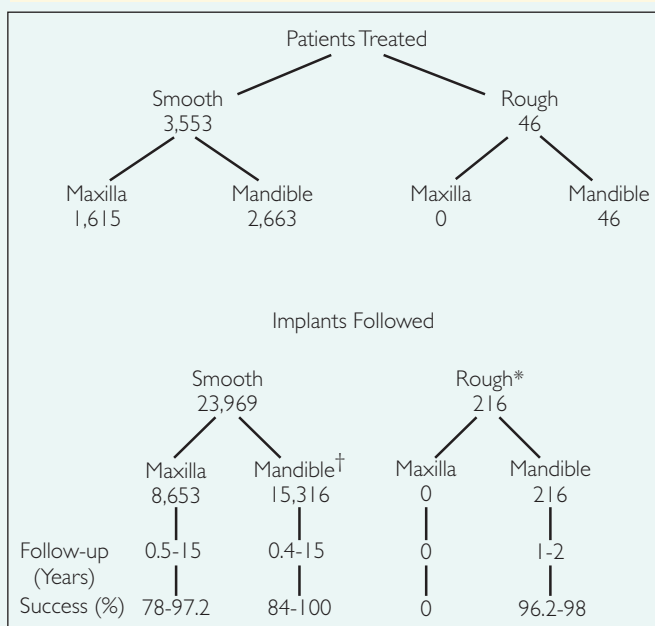 Patients Treated
Smooth Rough
3,553 46
Maxilla Mandible Maxilla Mandible
1,615 2,663 0 46
Implants Followed
Smooth Rough*
23,969 216
Maxilla Mandible† Maxilla Mandible
8,653 15,316 0 216
Follow-up 0.5-15 0.4-15 0 1-2
(Years)
Success (%) 78-97.2 84-100 0 96.2-98